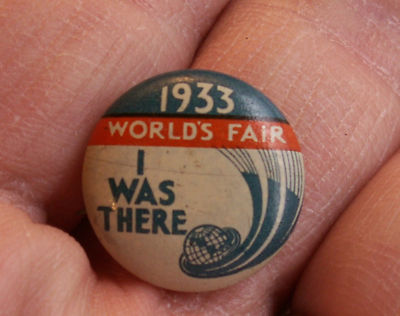 1933
WORLD'S FAIR
I
WAS
THERE